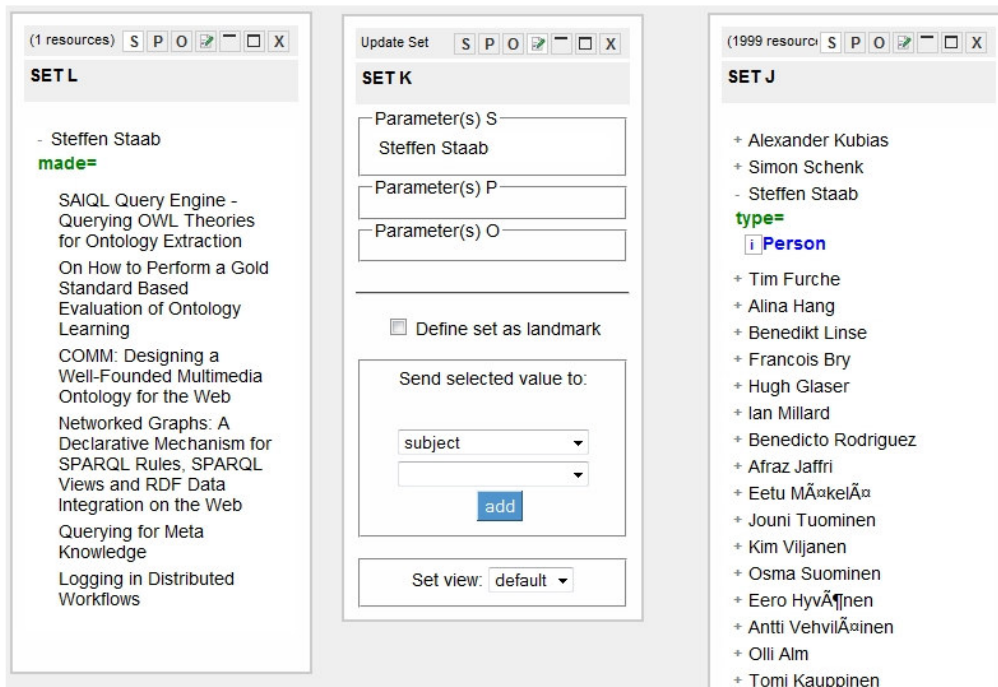 (1 resources) S P O X
SET L
- Steffen Staab
made=
SAIQL Query Engine -
Querying OWL Theories
for Ontology Extraction
On How to Perform a Gold
Standard Based
Evaluation of Ontology
Learning
COMM: Designing a
Well-Founded Multimedia
Ontology for the Web
Networked Graphs: A
Declarative Mechanism for
SPARQL Rules, SPARQL
Views and RDF Data
Integration on the Web
Querying for Meta
Knowledge
Logging in Distributed
Workflows
Update Set S P O X
SET K
Parameter(s) S
Steffen Staab
Parameter(s) P
Parameter(s) O
Define set as landmark
Send selected value to:
subject
add
Set view: default
(1999 resourc S P O X
SET J
+ Alexander Kubias
+ Simon Schenk
- Steffen Staab
type=
i Person
+ Tim Furche
+ Alina Hang
+ Benedikt Linse
+ Francois Bry
+ Hugh Glaser
+ Ian Millard
+ Benedicto Rodriguez
+ Afraz Jaffri
+ Eetu MÃ¤kelÃ¤
+ Jouni Tuominen
+ Kim Viljanen
+ Osma Suominen
+ Eero HyvÃ¶nen
+ Antti VehvilÃ¤inen
+ Olli Alm
+ Tomi Kauppinen